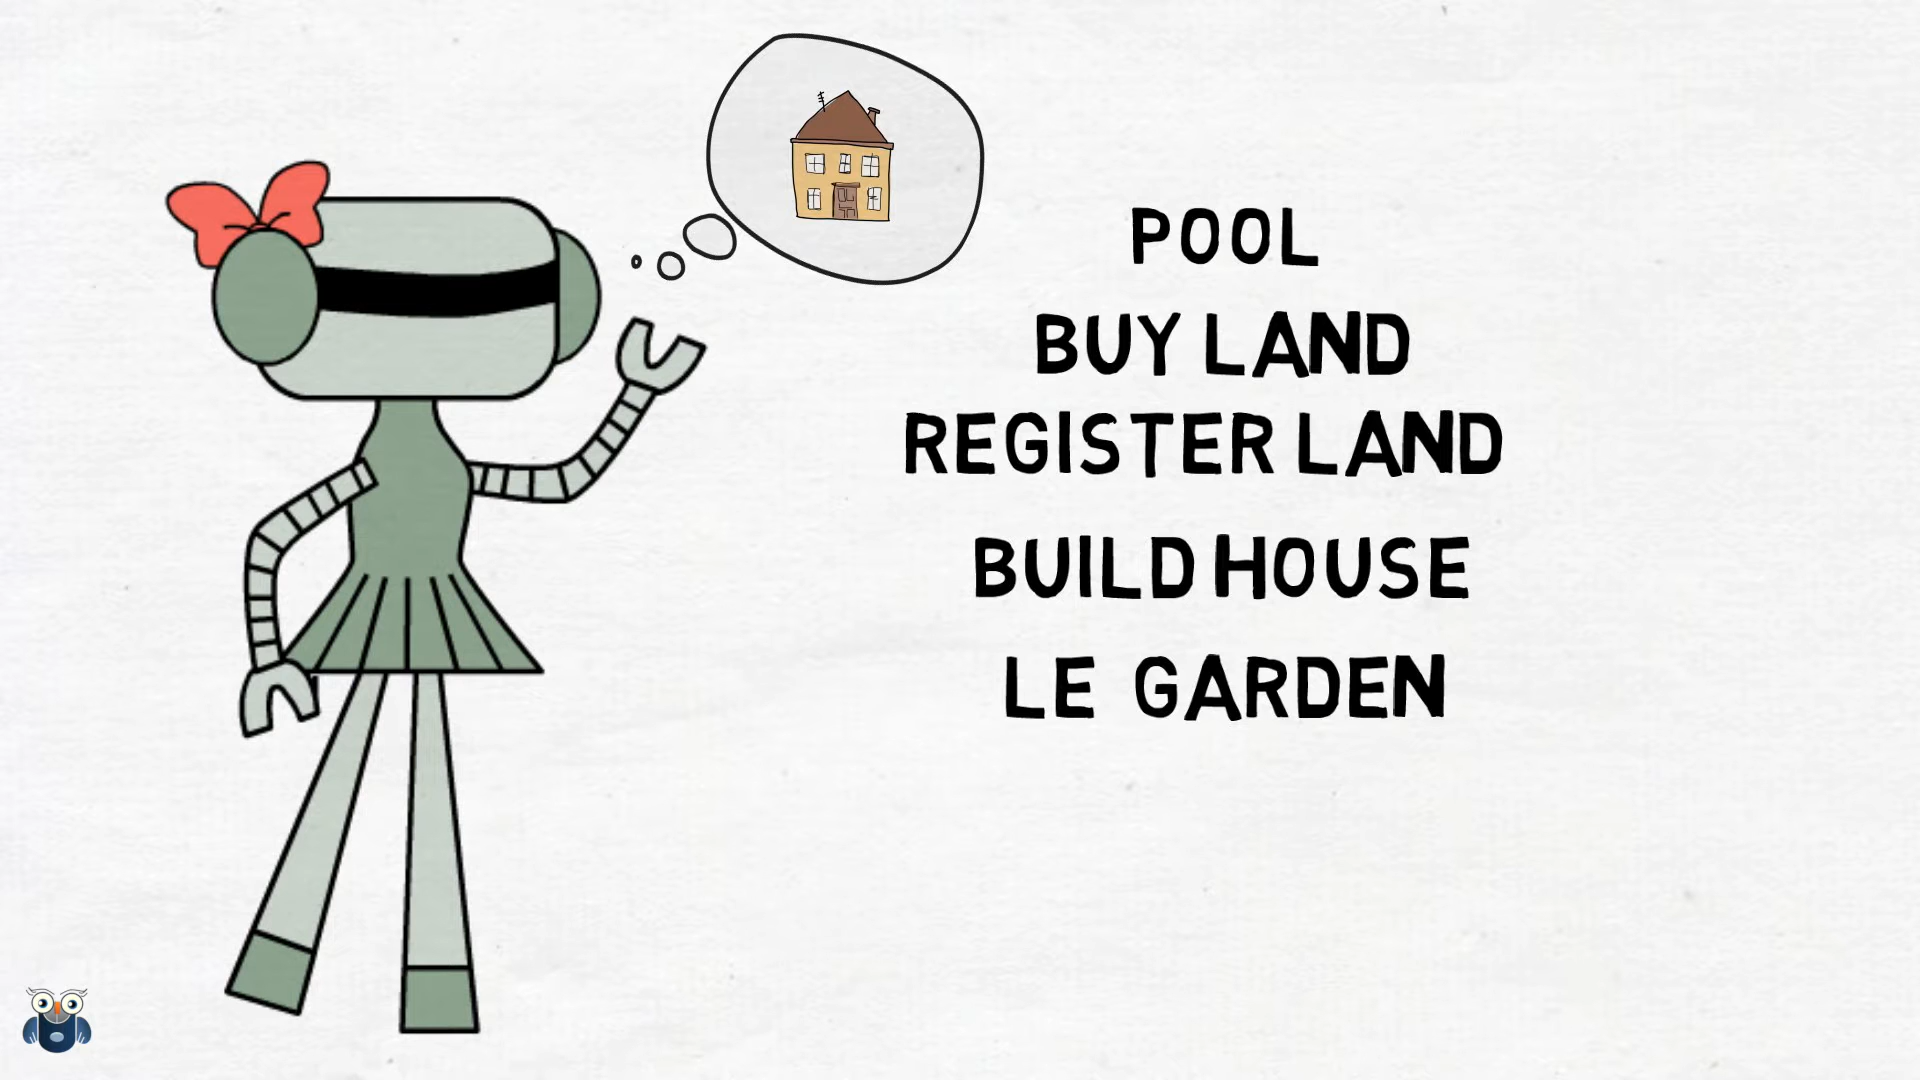 POOL
BUY LAND
REGISTER LAND
BUILD HOUSE
LE GARDEN